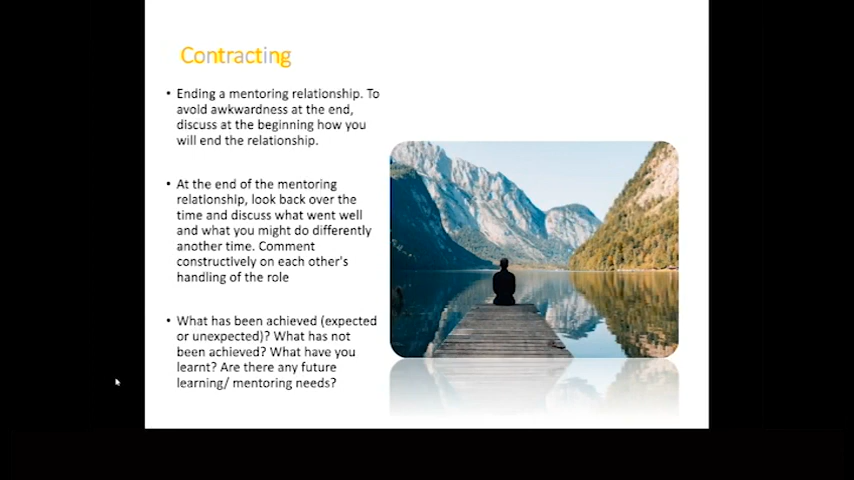 Contracting
• Ending a mentoring relationship. To
avoid awkwardness at the end,
discuss at the beginning how you
will end the relationship.
• At the end of the mentoring
relationship, look back over the
time and discuss what went well
and what you might do differently
another time. Comment
constructively on each other's
handling of the role
• What has been achieved (expected
or unexpected)? What has not
been achieved? What have you
learnt? Are there any future
learning/ mentoring needs?